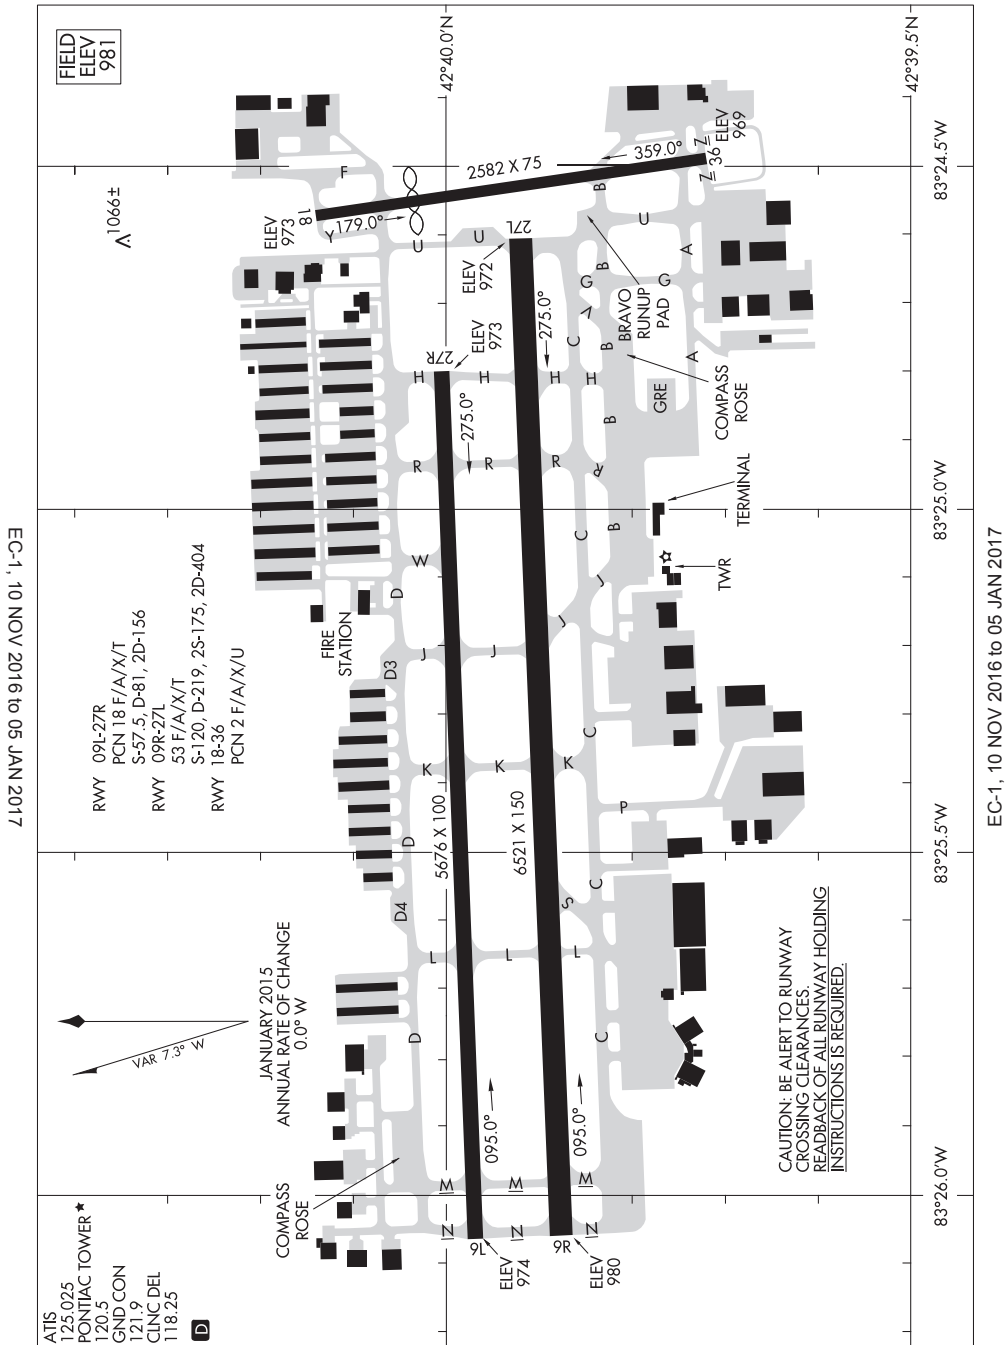 FIELD
ELEV
981
42°40.0'N
42°39.5'N
1066±
F
2582 X 75
359.0°
Z
Z
36
ELEV
969
83°24.5'W
ELEV
973
18
Y
179.0°
U
U
27L
B
U
A
ELEV
972
B
G
G
V
BRAVO
RUNUP
PAD
275.0°
C
B
A
27R
ELEV
973
H
H
H
H
COMPASS
ROSE
GRE
B
275.0°
R
R
R
R
TERMINAL
83°25.0'W
W
C
B
D
J
TWR
FIRE
STATION
J
J
J
D3
RWY 09L-27R
PCN 18 F/A/X/T
S-57.5, D-81, 2D-156
RWY 09R-27L
53 F/A/X/T
S-120, D-219, 2S-175, 2D-404
RWY 18-36
PCN 2 F/A/X/U
C
K
K
K
P
5676 X 100
6521 X 150
D
83°25.5'W
C
S
D4
L
L
L
JANUARY 2015
ANNUAL RATE OF CHANGE
0.0° W
VAR 7.3° W
D
C
095.0°
095.0°
CAUTION: BE ALERT TO RUNWAY
CROSSING CLEARANCES.
READBACK OF ALL RUNWAY HOLDING
INSTRUCTIONS IS REQUIRED.
COMPASS
ROSE
M
M
M
83°26.0'W
N
N
N
9L
9R
ELEV
974
ELEV
980
ATIS
125.025
PONTIAC TOWER
120.5
GND CON
121.9
CLNC DEL
118.25
D
EC-1, 10 NOV 2016 to 05 JAN 2017
EC-1, 10 NOV 2016 to 05 JAN 2017